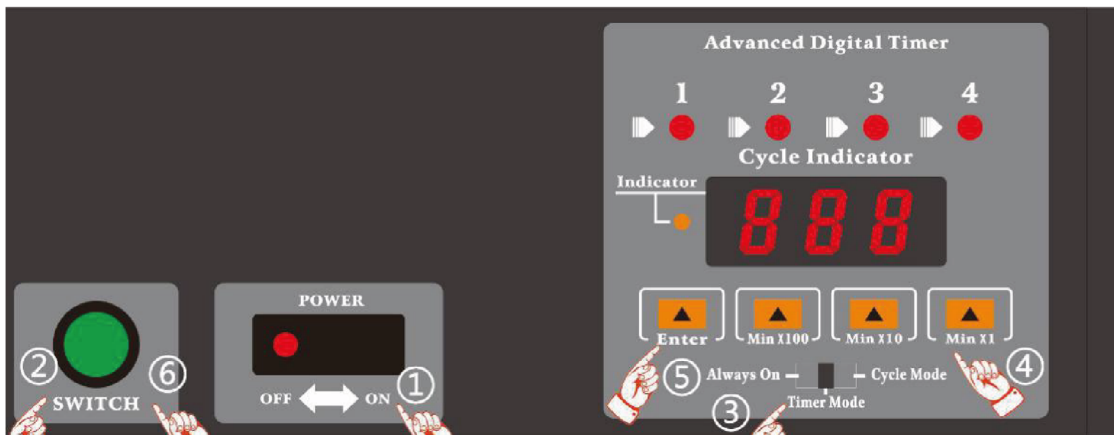 Advanced Digital Timer
1 2 3 4
Cycle Indicator
Indicator
888
Enter Min X100 Min X10 Min X1
⑤ Always On Cycle Mode ④
③ Timer Mode
POWER
② ⑥ ①
SWITCH OFF ON